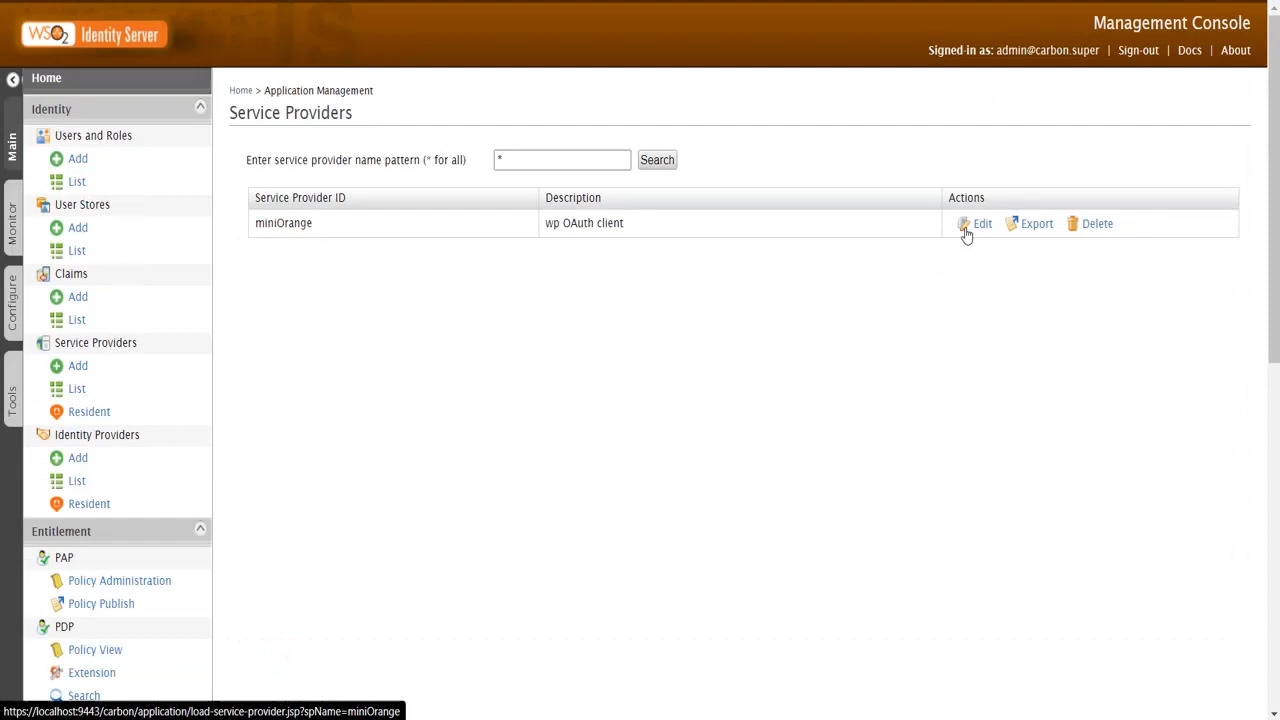 WSO2 Identity Server
Management Console
Signed-in as: admin@carbon.super | Sign-out | Docs | About
Main
Monitor
Configure
Tools
Home
Identity
Users and Roles
Add
List
User Stores
Add
List
Claims
Add
List
Service Providers
Add
List
Resident
Identity Providers
Add
List
Resident
Entitlement
PAP
Policy Administration
Policy Publish
PDP
Policy View
Extension
Search
Home > Application Management
Service Providers
Enter service provider name pattern (* for all) * Search
Service Provider ID Description Actions
miniOrange wp OAuth client Edit Export Delete
https://localhost:9443/carbon/application/load-service-provider.jsp?spName=miniOrange